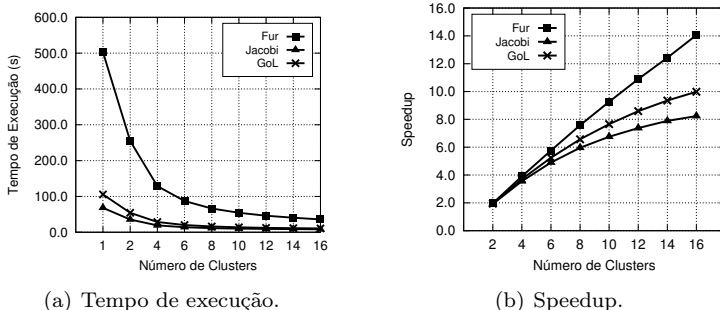 600.0
500.0
400.0
300.0
200.0
100.0
0.0
Tempo de Execução (s)
Fur
Jacobi
GoL
1 2 4 6 8 10 12 14 16
Número de Clusters
(a) Tempo de execução.
16.0
14.0
12.0
10.0
8.0
6.0
4.0
2.0
0.0
Speedup
Fur
Jacobi
GoL
2 4 6 8 10 12 14 16
Número de Clusters
(b) Speedup.